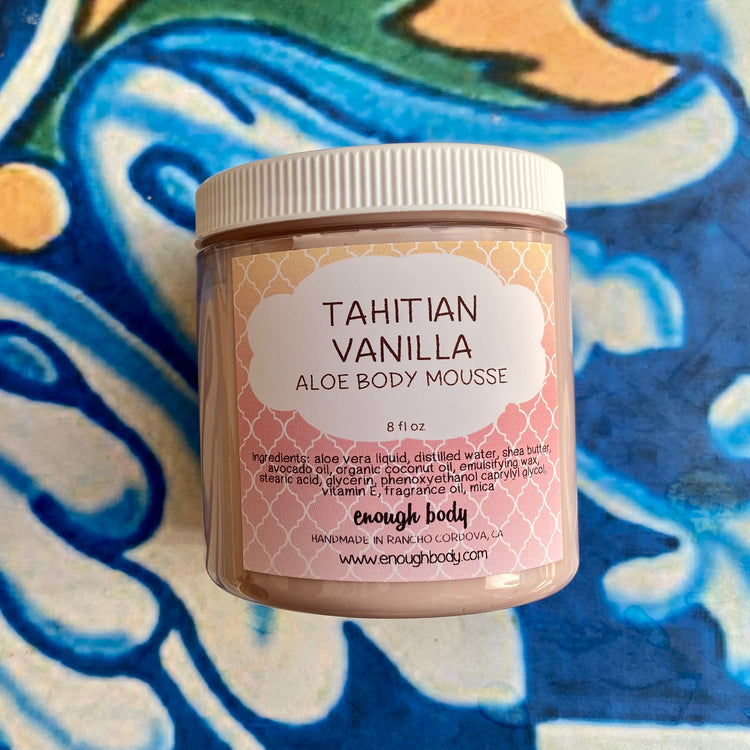 TAHITIAN
VANILLA
ALOE BODY MOUSSE
8 fl oz
Ingredients: aloe vera liquid, distilled water, shea butter,
avocado oil, organic coconut oil, emulsifying wax,
stearic acid, glycerin, phenoxyethanol caprylyl glycol,
vitamin E, fragrance oil, mica
enough body
HANDMADE IN RANCHO CORDOVA, CA
www.enoughbody.com